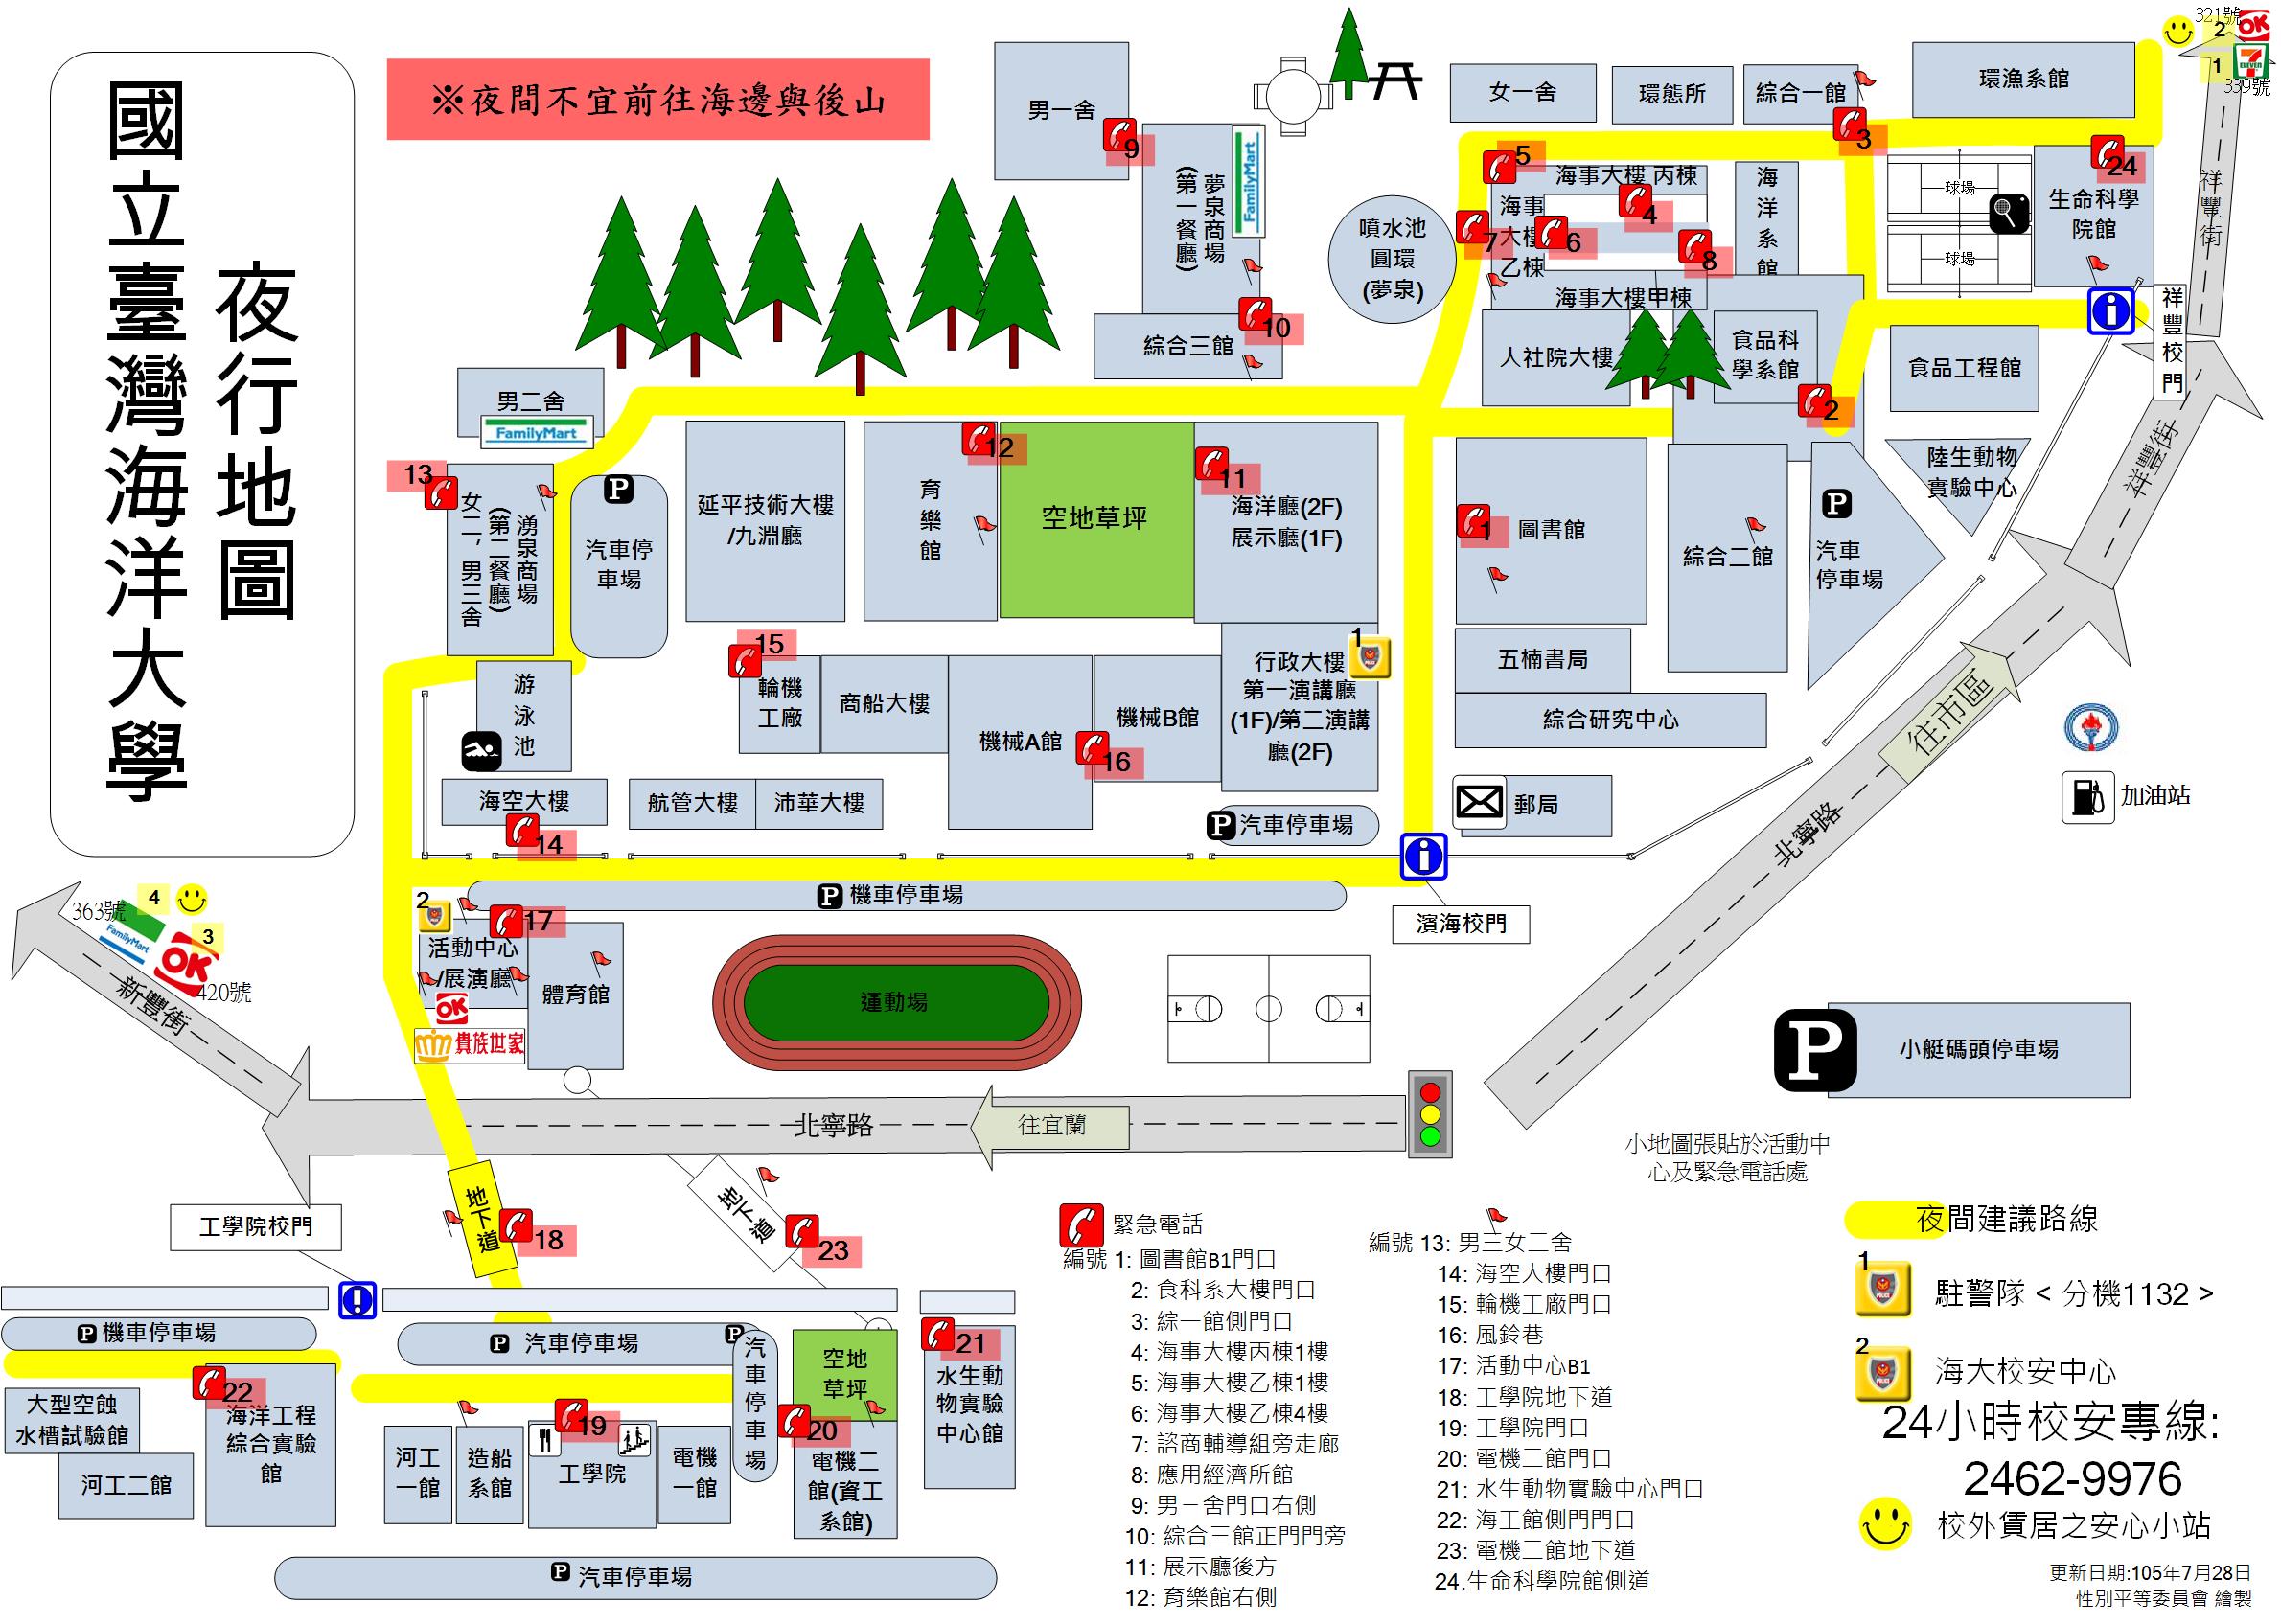 國立臺灣海洋大學
夜行地圖
※夜間不宜前往海邊與後山
男一舍
9
夢泉商場
(第一餐廳)
FamilyMart
10
綜合三館
噴水池
圓環
(夢泉)
女一舍
環態所
綜合一館
3
環漁系館
321號
2
OK
1
7 ELEVEN
339號
祥豐街
5
海事大樓 丙棟
4
海事
大樓
乙棟
7
6
8
海事大樓甲棟
海洋系館
球場
球場
24
生命科學
院館
祥豐校門
人社院大樓
食品科
學系館
2
食品工程館
陸生動物
實驗中心
祥豐街
男二舍
FamilyMart
13
湧泉商場
(第二餐廳)
女二,男三舍
P
汽車停
車場
延平技術大樓
/九淵廳
育樂館
12
空地草坪
11
海洋廳(2F)
展示廳(1F)
1
圖書館
綜合二館
P
汽車
停車場
五楠書局
綜合研究中心
郵局
1
行政大樓
第一演講廳
(1F)/第二演講
廳(2F)
15
輪機
工廠
商船大樓
機械A館
機械B館
16
游泳池
海空大樓
14
航管大樓
沛華大樓
P 汽車停車場
P 機車停車場
濱海校門
往市區
北寧路
加油站
363號
4
FamilyMart
3
OK
420號
新豐街
2
17
活動中心
/展演廳
OK
貴族世家
體育館
運動場
北寧路
往宜蘭
P
小艇碼頭停車場
小地圖張貼於活動中
心及緊急電話處
工學院校門
地下道
18
地下道
23
P 機車停車場
P 汽車停車場
P
汽車停車場
空地
草坪
21
水生動
物實驗
中心館
大型空蝕
水槽試驗館
河工二館
22
海洋工程
綜合實驗
館
河工
一館
造船
系館
19
工學院
電機
一館
20
電機二
館(資工
系館)
P 汽車停車場
緊急電話
編號 1: 圖書館B1門口
2: 食科系大樓門口
3: 綜一館側門口
4: 海事大樓丙棟1樓
5: 海事大樓乙棟1樓
6: 海事大樓乙棟4樓
7: 諮商輔導組旁走廊
8: 應用經濟所館
9: 男一舍門口右側
10: 綜合三館正門門旁
11: 展示廳後方
12: 育樂館右側
編號 13: 男三女二舍
14: 海空大樓門口
15: 輪機工廠門口
16: 風鈴巷
17: 活動中心B1
18: 工學院地下道
19: 工學院門口
20: 電機二館門口
21: 水生動物實驗中心門口
22: 海工館側門門口
23: 電機二館地下道
24.生命科學院館側道
夜間建議路線
1
駐警隊 < 分機1132 >
2
海大校安中心
24小時校安專線:
2462-9976
校外賃居之安心小站
更新日期:105年7月28日
性別平等委員會 繪製